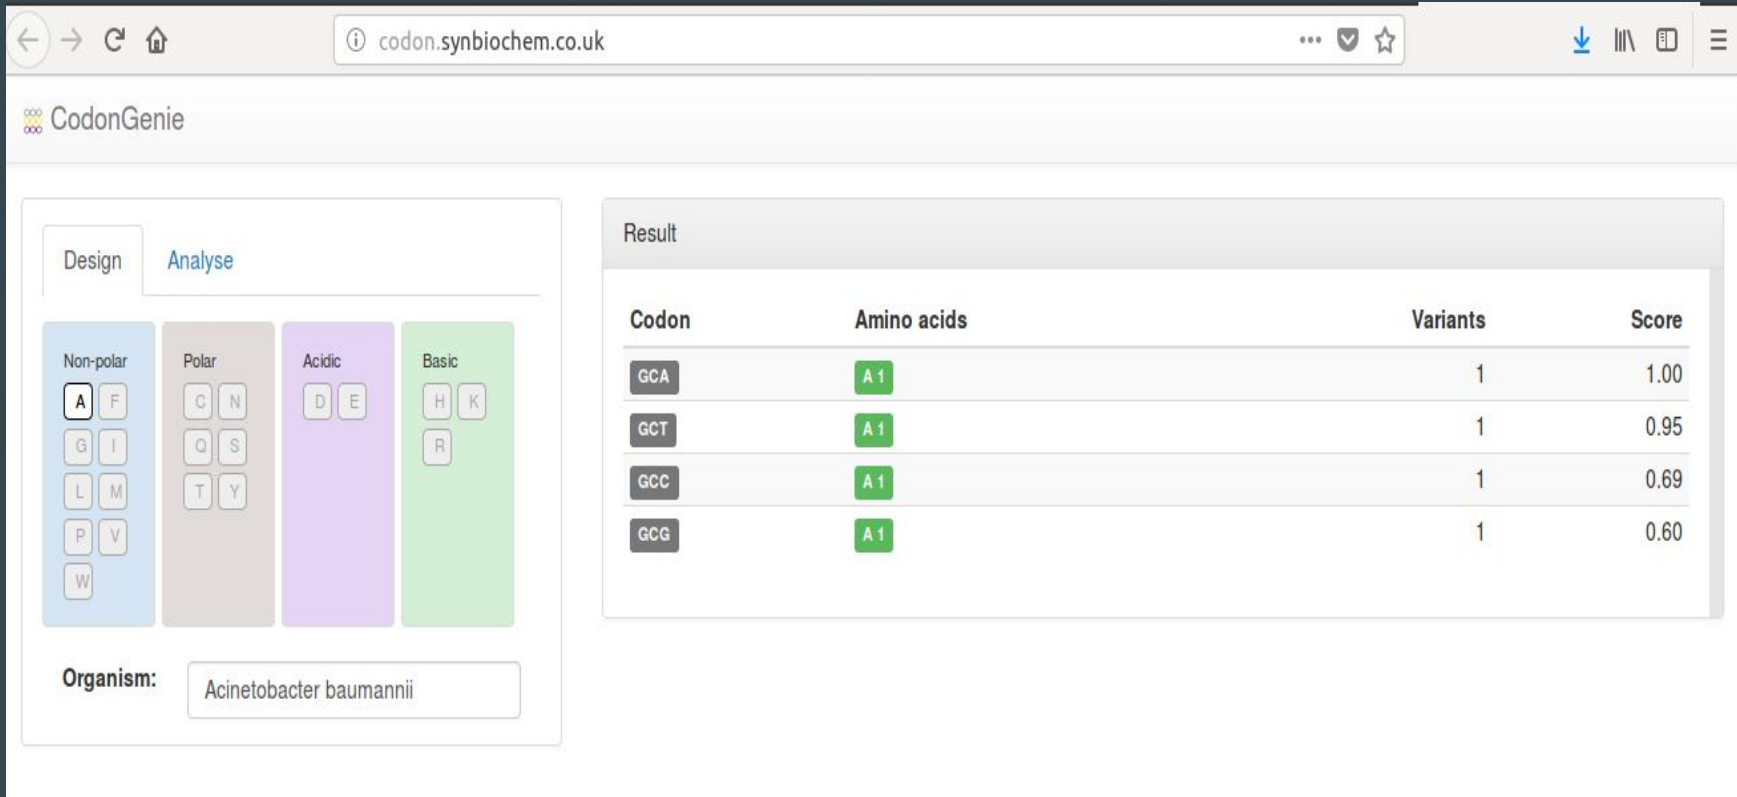 codon.synbiochem.co.uk
CodonGenie
Design Analyse
Non-polar Polar Acidic Basic
A F C N D E H K
G I Q S R
L M T Y
P V
W
Organism: Acinetobacter baumannii
Result
Codon Amino acids Variants Score
GCA A 1 1 1.00
GCT A 1 1 0.95
GCC A 1 1 0.69
GCG A 1 1 0.60